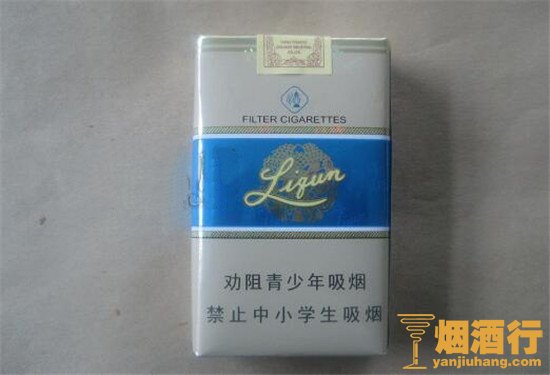 FILTER CIGARETTES
Liqun
劝阻青少年吸烟
禁止中小学生吸烟
烟酒行
yanjiuhang.com